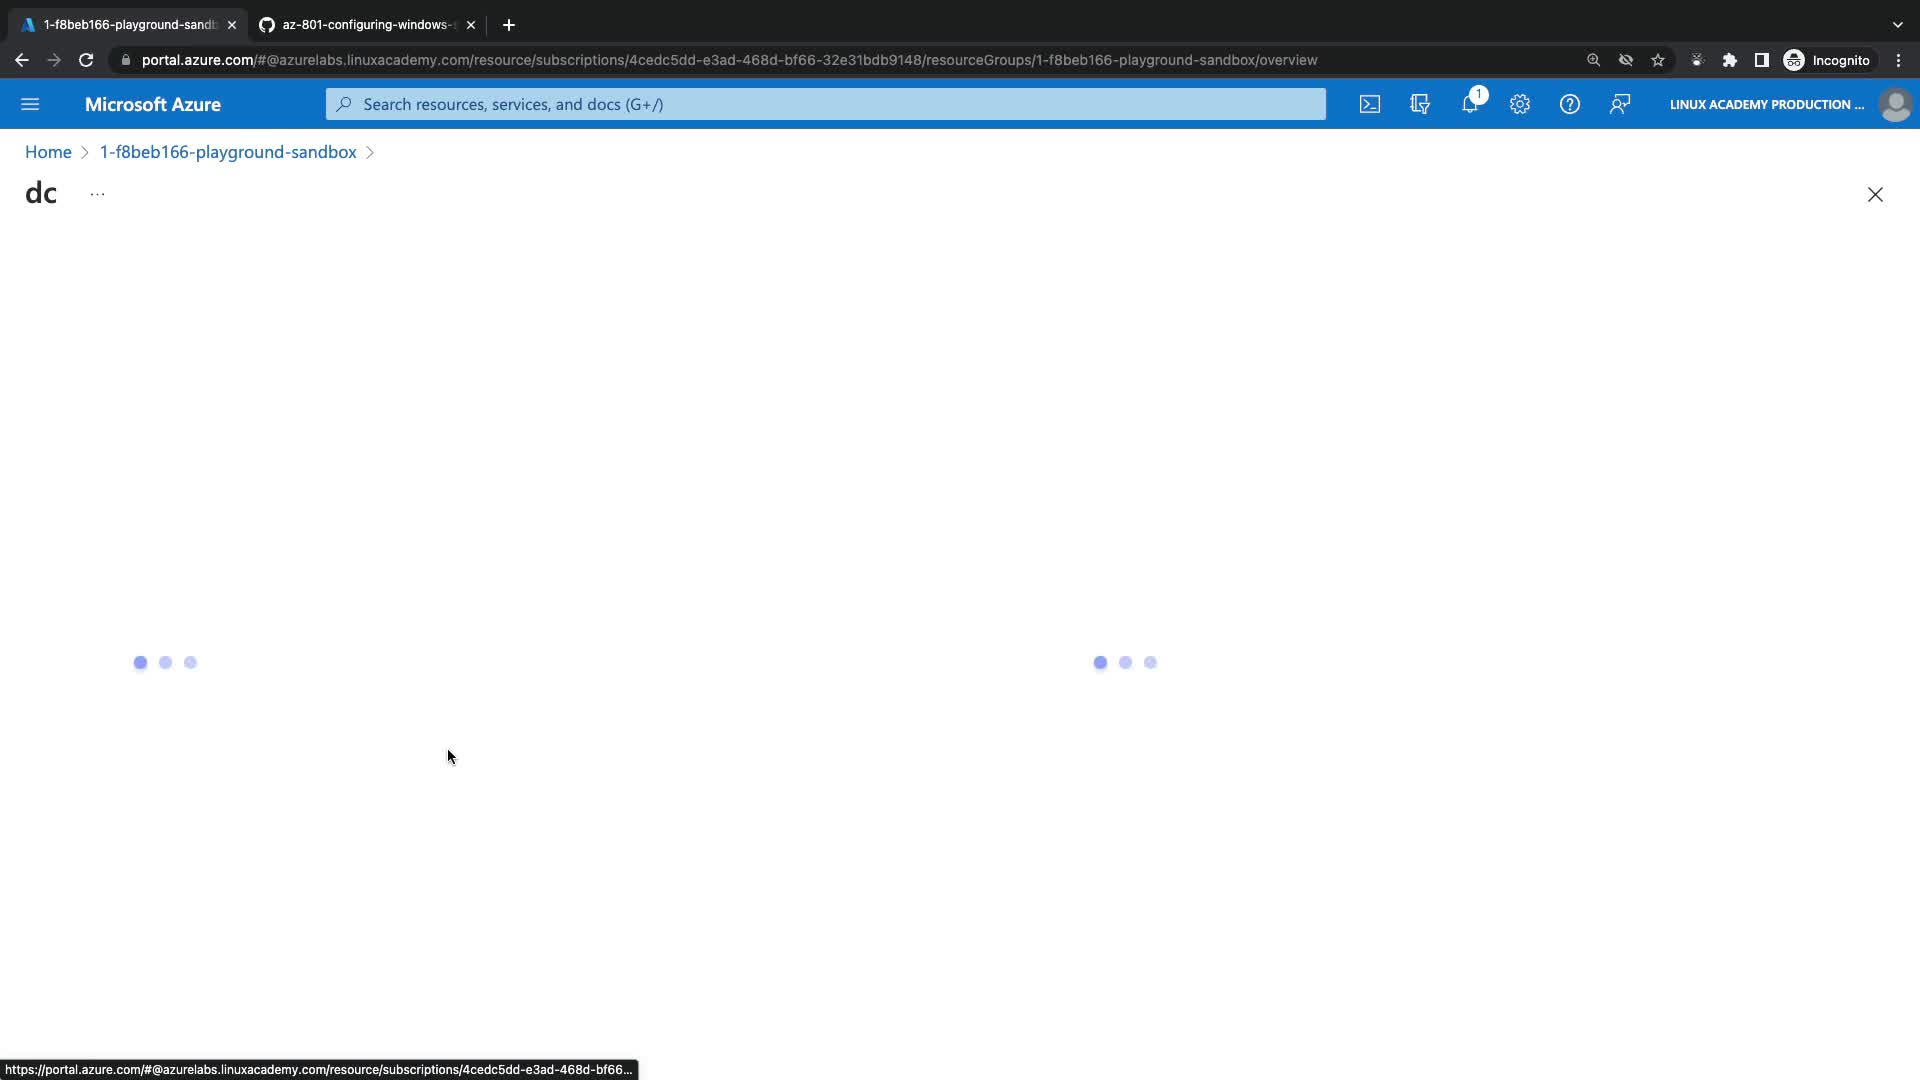 1-f8beb166-playground-sandb
az-801-configuring-windows-s
portal.azure.com/#@azurelabs.linuxacademy.com/resource/subscriptions/4cedc5dd-e3ad-468d-bf66-32e31bdb9148/resourceGroups/1-f8beb166-playground-sandbox/overview
Incognito
Microsoft Azure
Search resources, services, and docs (G+/)
1
LINUX ACADEMY PRODUCTION ...
Home > 1-f8beb166-playground-sandbox >
dc ...
https://portal.azure.com/#@azurelabs.linuxacademy.com/resource/subscriptions/4cedc5dd-e3ad-468d-bf66...